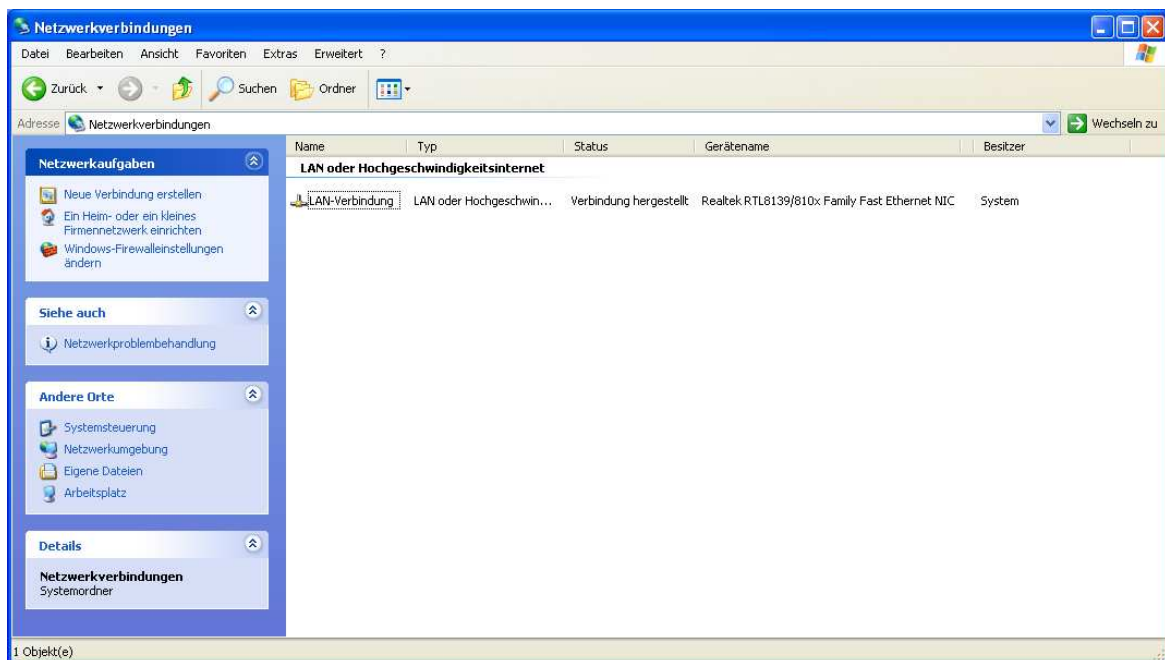 Netzwerkverbindungen
Datei Bearbeiten Ansicht Favoriten Extras Erweitert ?
Zurück Suchen Ordner
Adresse Netzwerkverbindungen Wechseln zu
Netzwerkaufgaben
Neue Verbindung erstellen
Ein Heim- oder ein kleines
Firmennetzwerk einrichten
Windows-Firewalleinstellungen
ändern
Siehe auch
Netzwerkproblembehandlung
Andere Orte
Systemsteuerung
Netzwerkumgebung
Eigene Dateien
Arbeitsplatz
Details
Netzwerkverbindungen
Systemordner
Name Typ Status Gerätename Besitzer
LAN oder Hochgeschwindigkeitsinternet
LAN-Verbindung LAN oder Hochgeschwin... Verbindung hergestellt Realtek RTL8139/810x Family Fast Ethernet NIC System
1 Objekt(e)